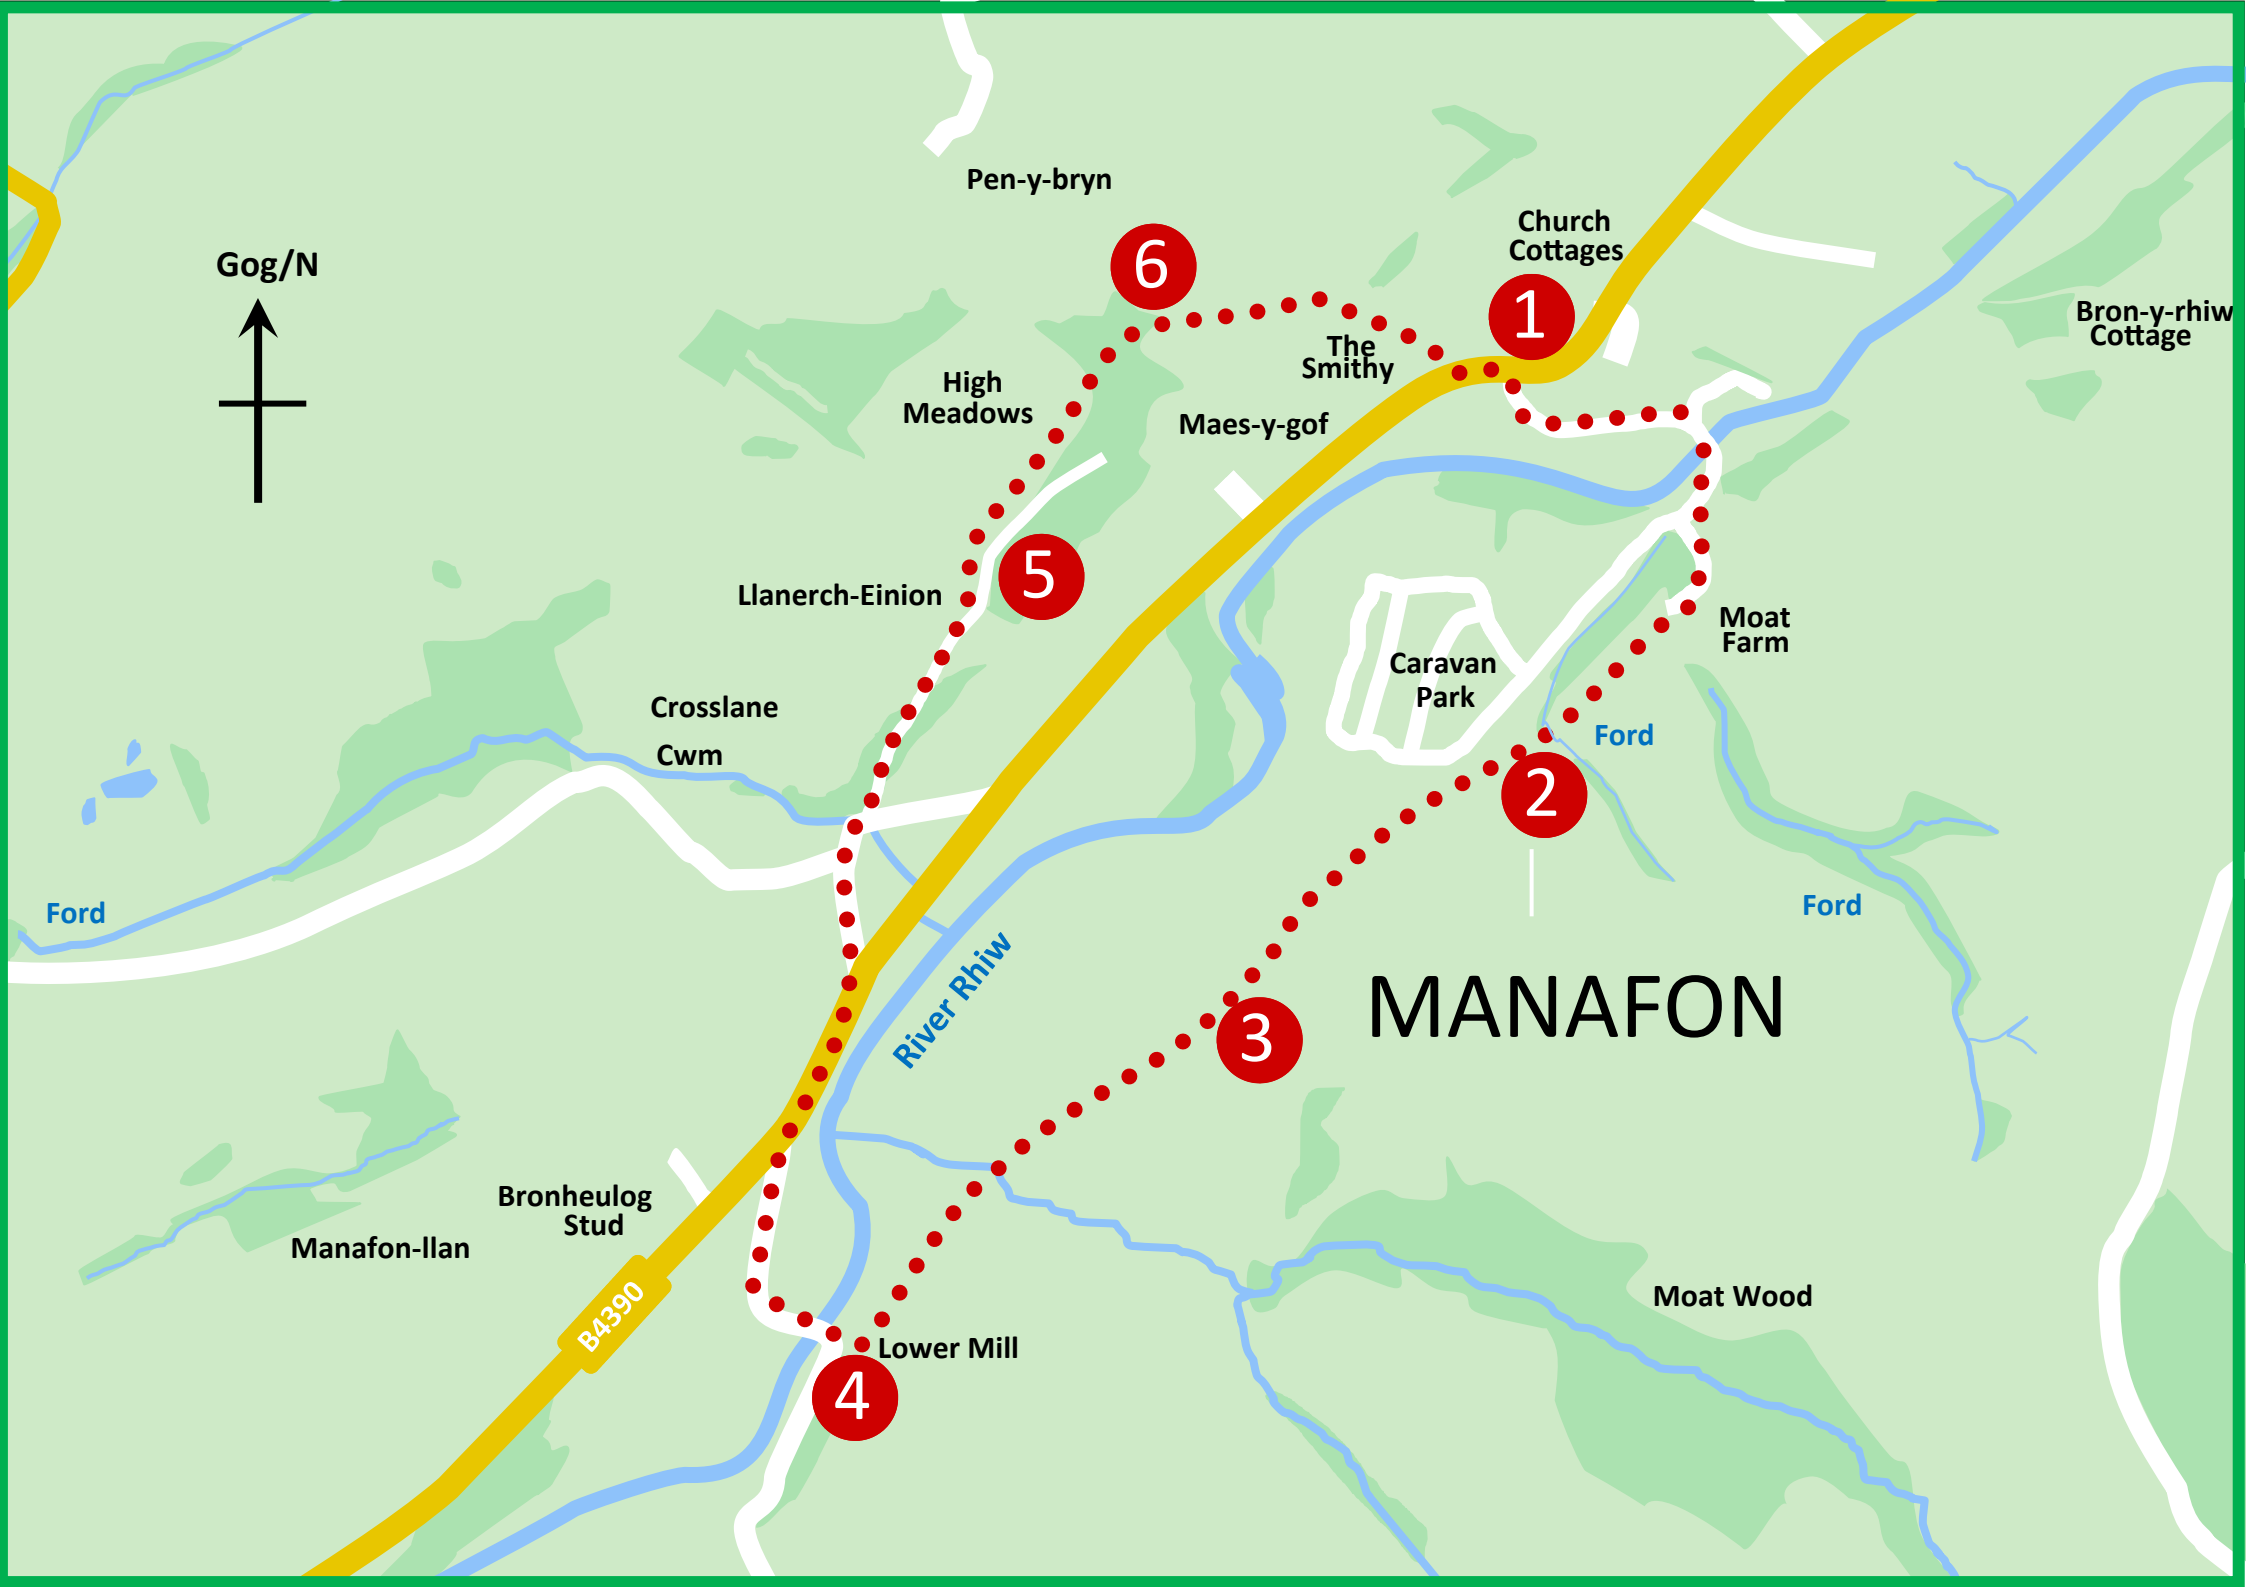 Pen-y-bryn
Church
Cottages
6
Gog/N
1
Bron-y-rhiw
Cottage
The
Smithy
High
Meadows
Maes-y-gof
5
Llanerch-Einion
Moat
Farm
Caravan
Park
Crosslane
Ford
Cwm
2
Ford
Ford
River Rhiw
MANAFON
3
Bronheulog
Stud
Manafon-llan
Moat Wood
B4390
Lower Mill
4